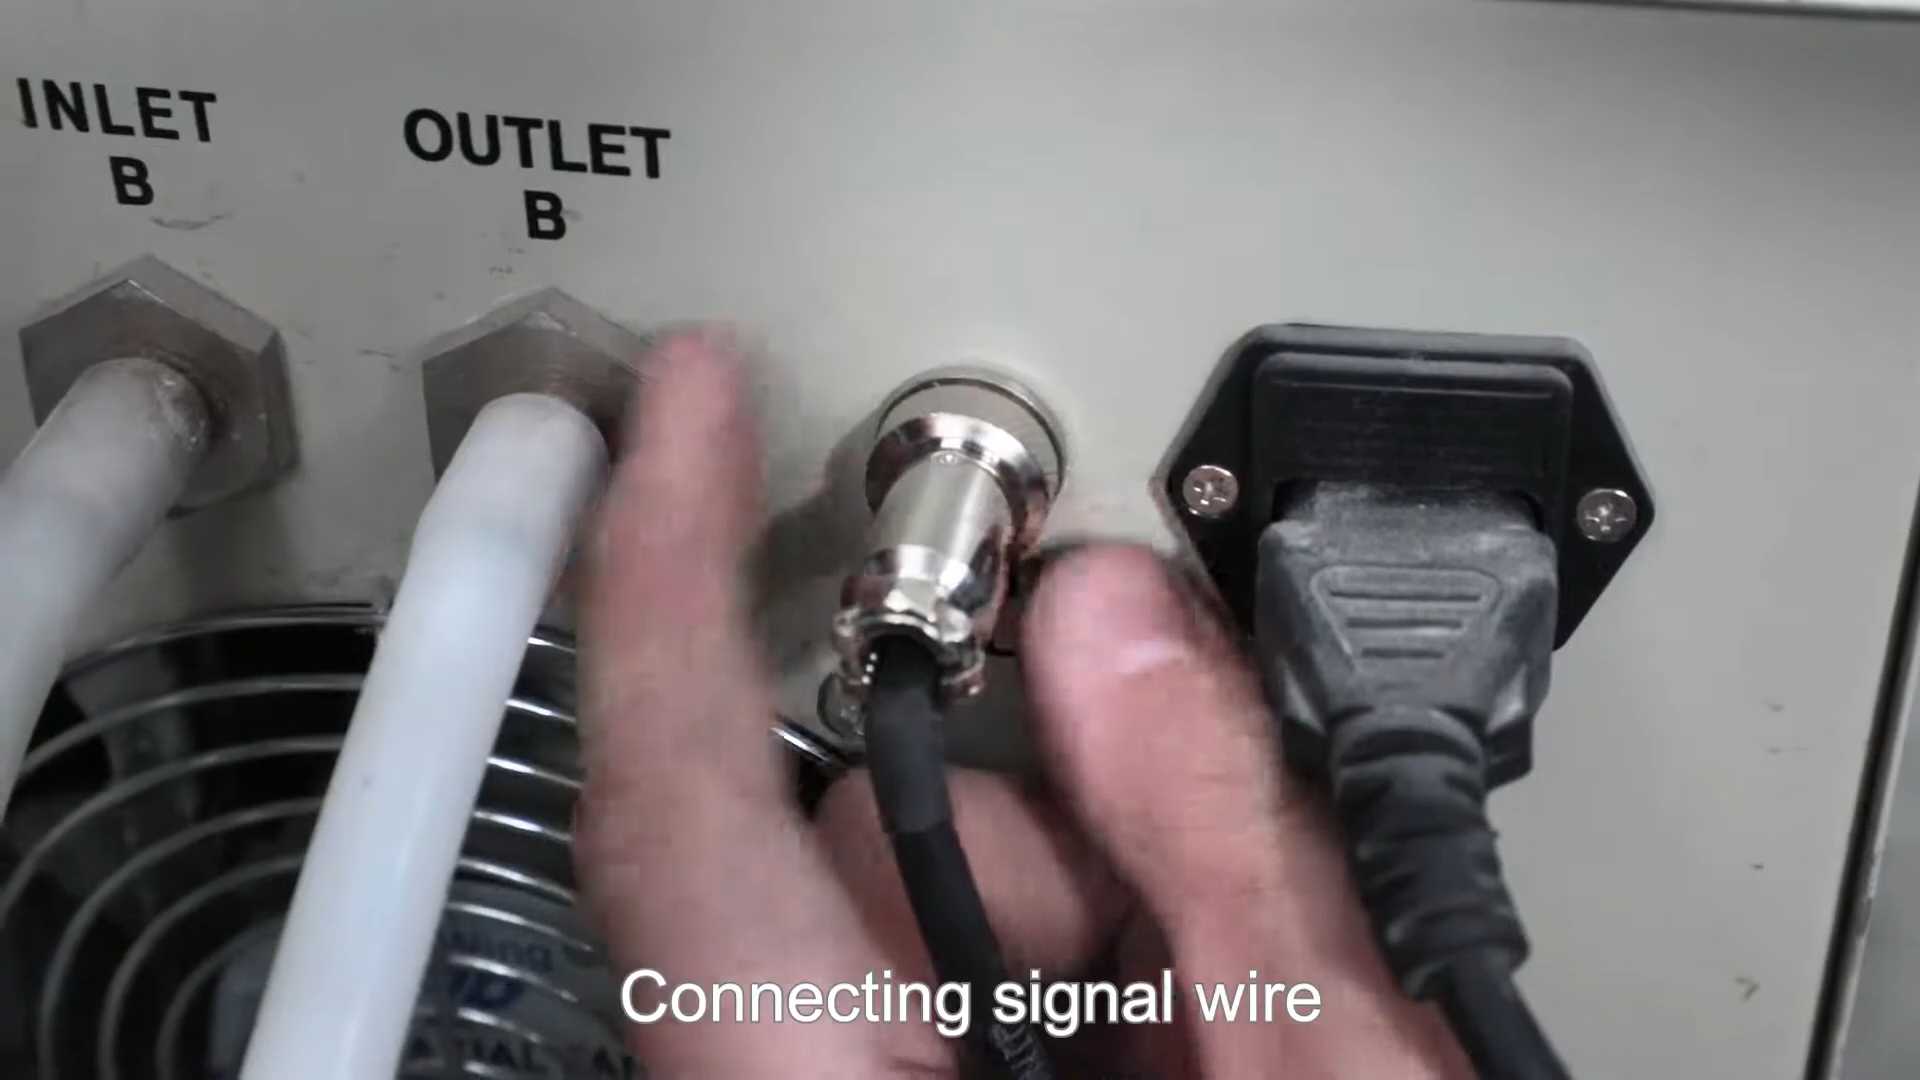 INLET
B
OUTLET
B
Connecting signal wire